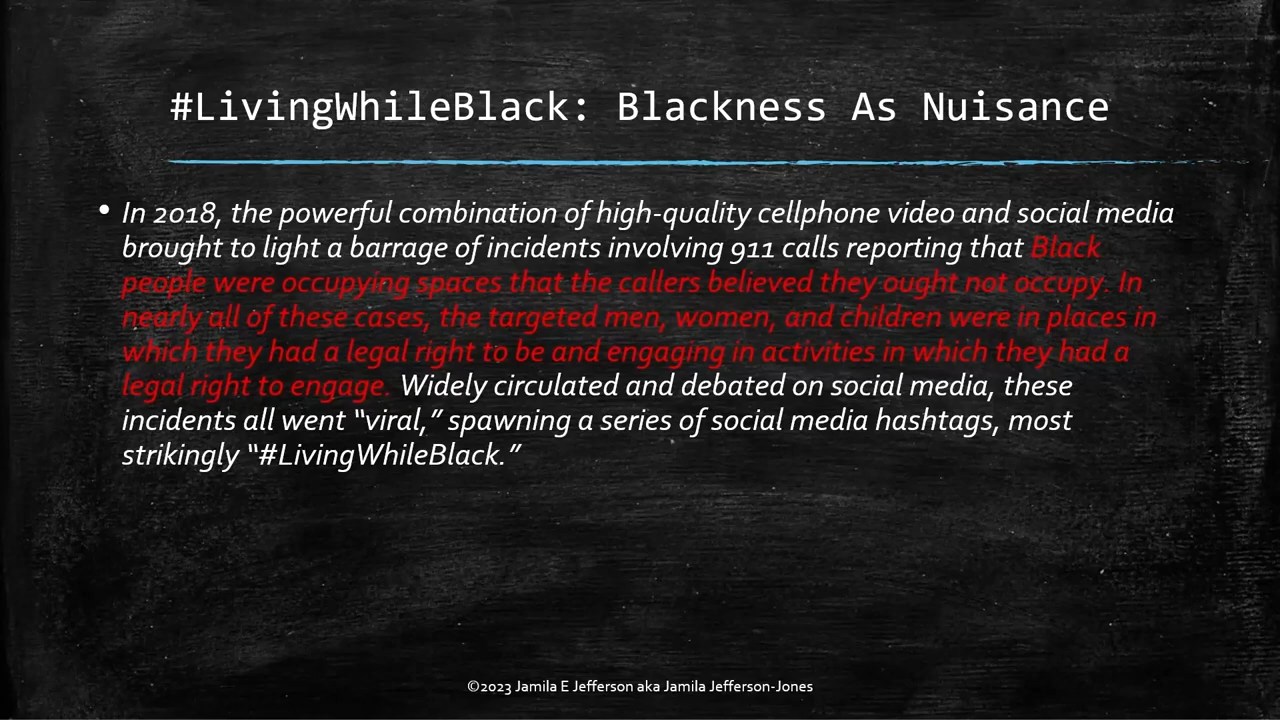 #LivingWhileBlack: Blackness As Nuisance
• In 2018, the powerful combination of high-quality cellphone video and social media
brought to light a barrage of incidents involving 911 calls reporting that Black
people were occupying spaces that the callers believed they ought not occupy. In
nearly all of these cases, the targeted men, women, and children were in places in
which they had a legal right to be and engaging in activities in which they had a
legal right to engage. Widely circulated and debated on social media, these
incidents all went “viral,” spawning a series of social media hashtags, most
strikingly “#LivingWhileBlack.”
©2023 Jamila E Jefferson aka Jamila Jefferson-Jones